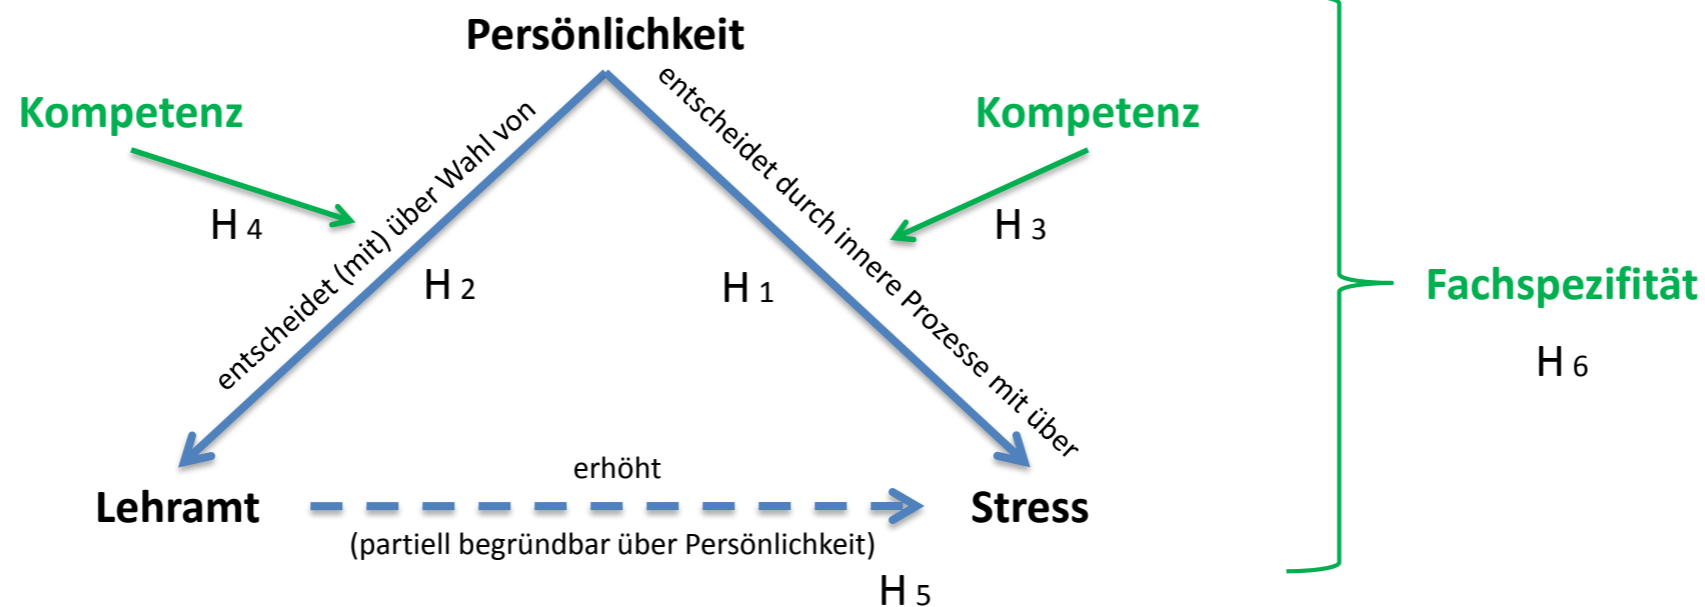 Persönlichkeit
Kompetenz
Kompetenz
entscheidet (mit) über Wahl von
entscheidet durch innere Prozesse mit über
H 4
H 3
H 2
H 1
Fachspezifität
H 6
erhöht
Lehramt
Stress
(partiell begründbar über Persönlichkeit)
H 5